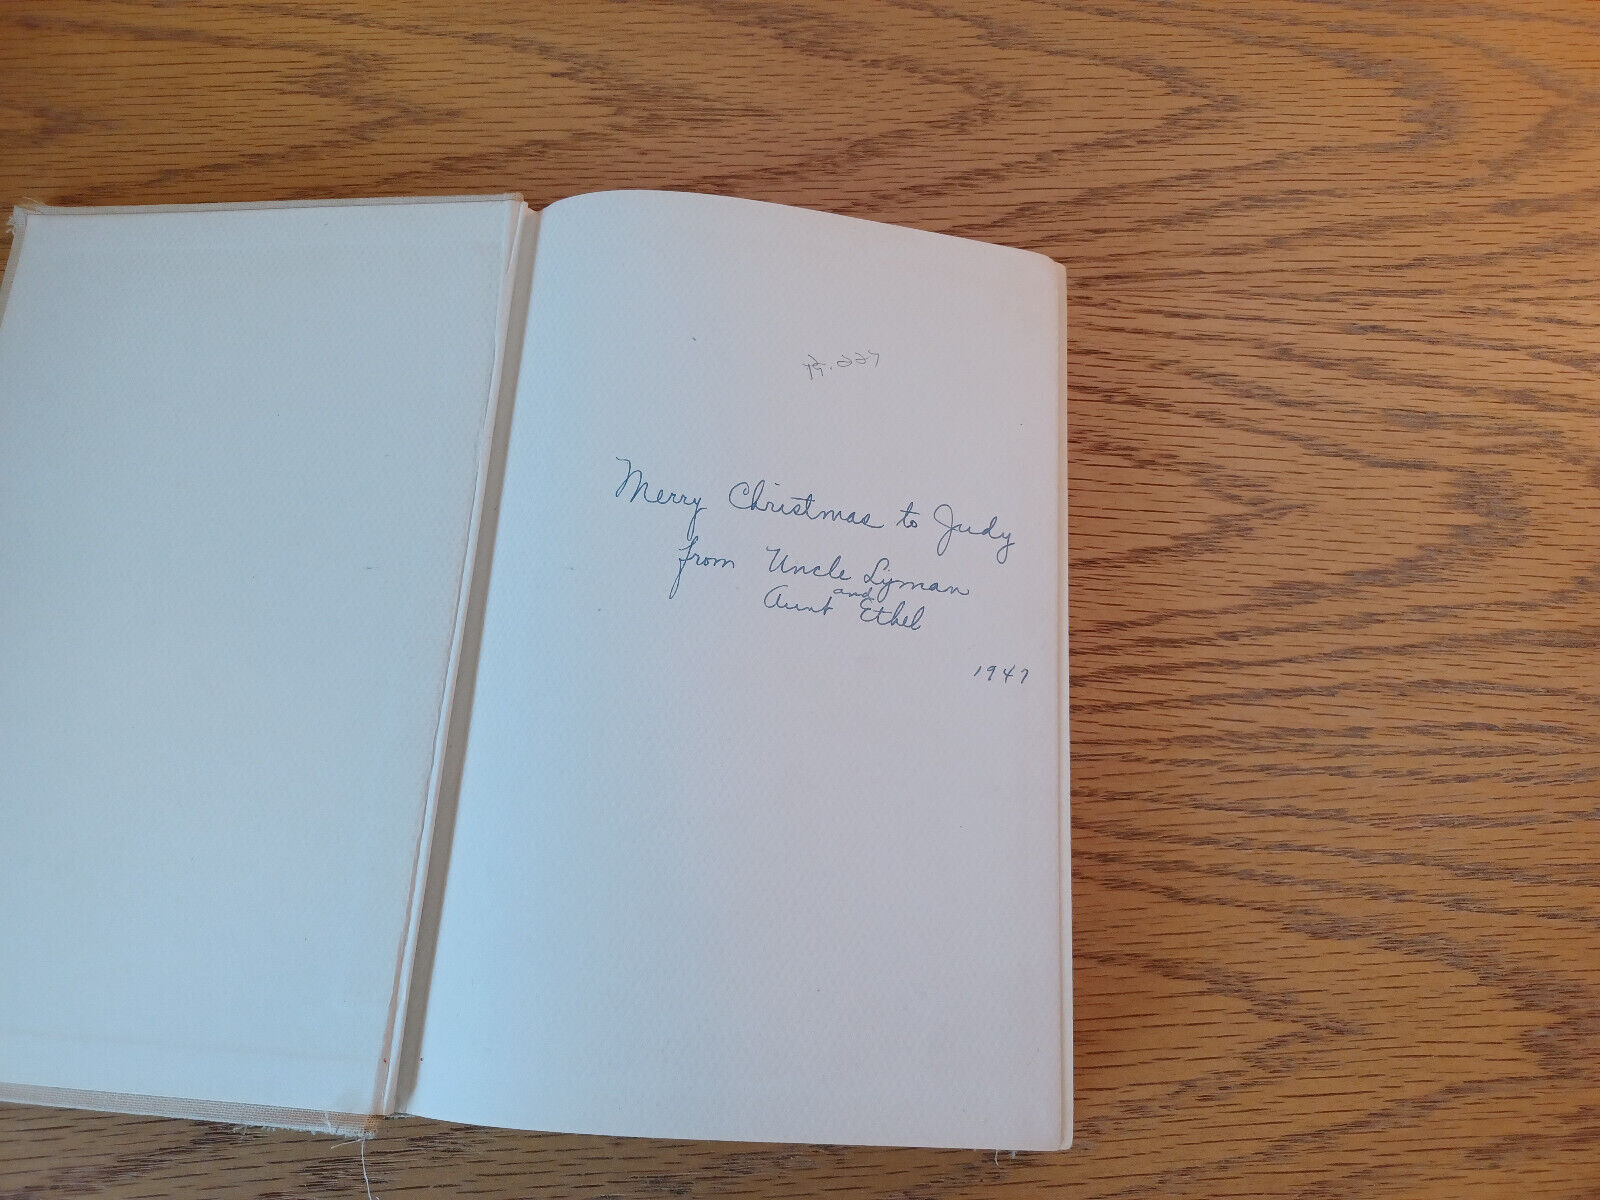 Merry Christmas to Judy
from Uncle Lyman
and
Aunt Ethel
1947